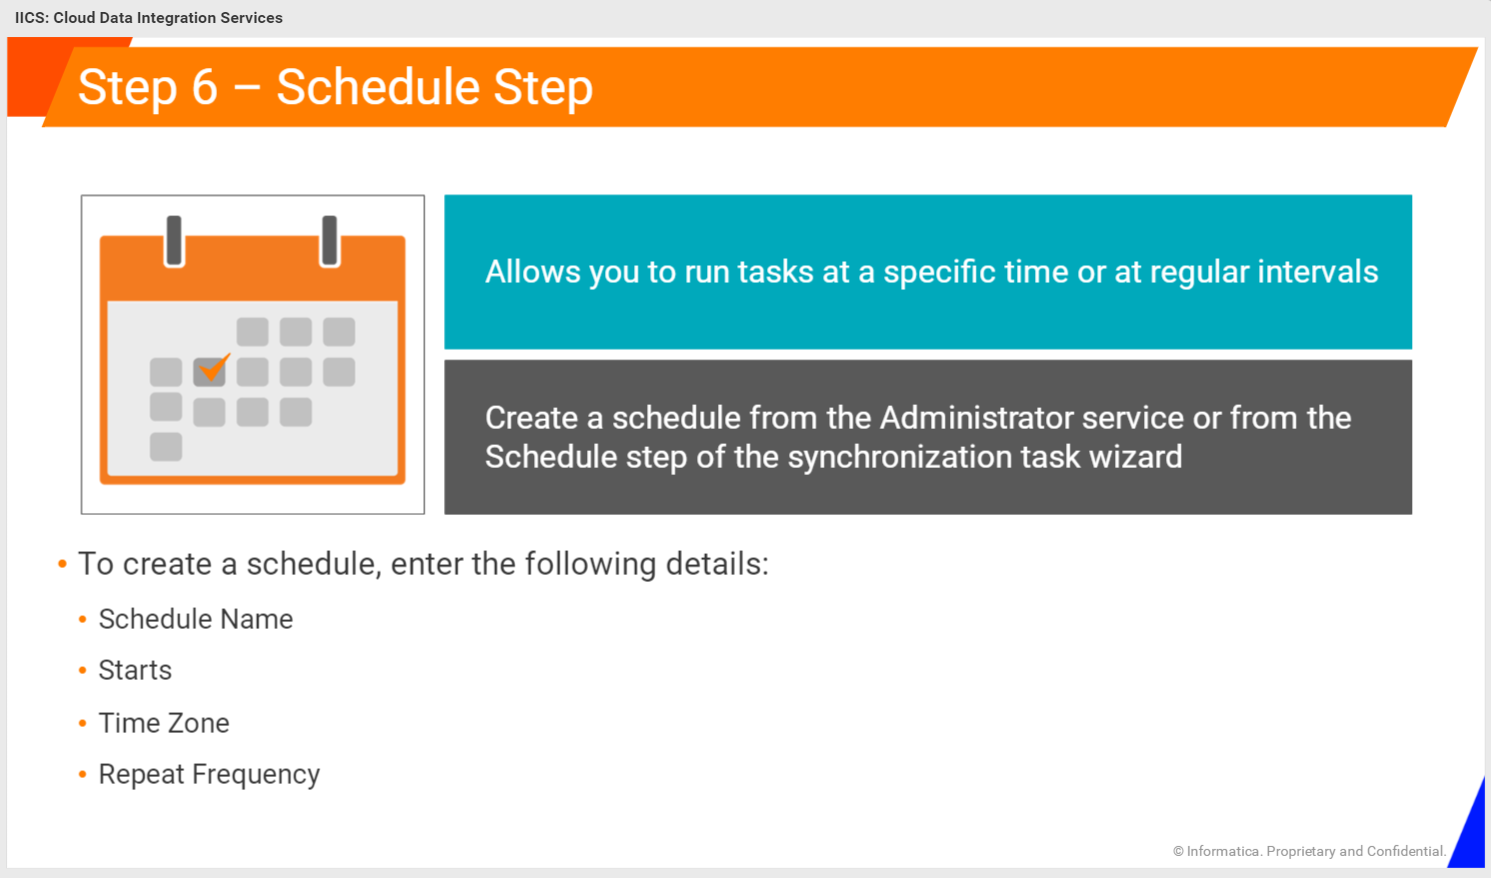 IICS: Cloud Data Integration Services
Step 6 – Schedule Step
Allows you to run tasks at a specific time or at regular intervals
Create a schedule from the Administrator service or from the
Schedule step of the synchronization task wizard
• To create a schedule, enter the following details:
• Schedule Name
• Starts
• Time Zone
• Repeat Frequency
© Informatica. Proprietary and Confidential.